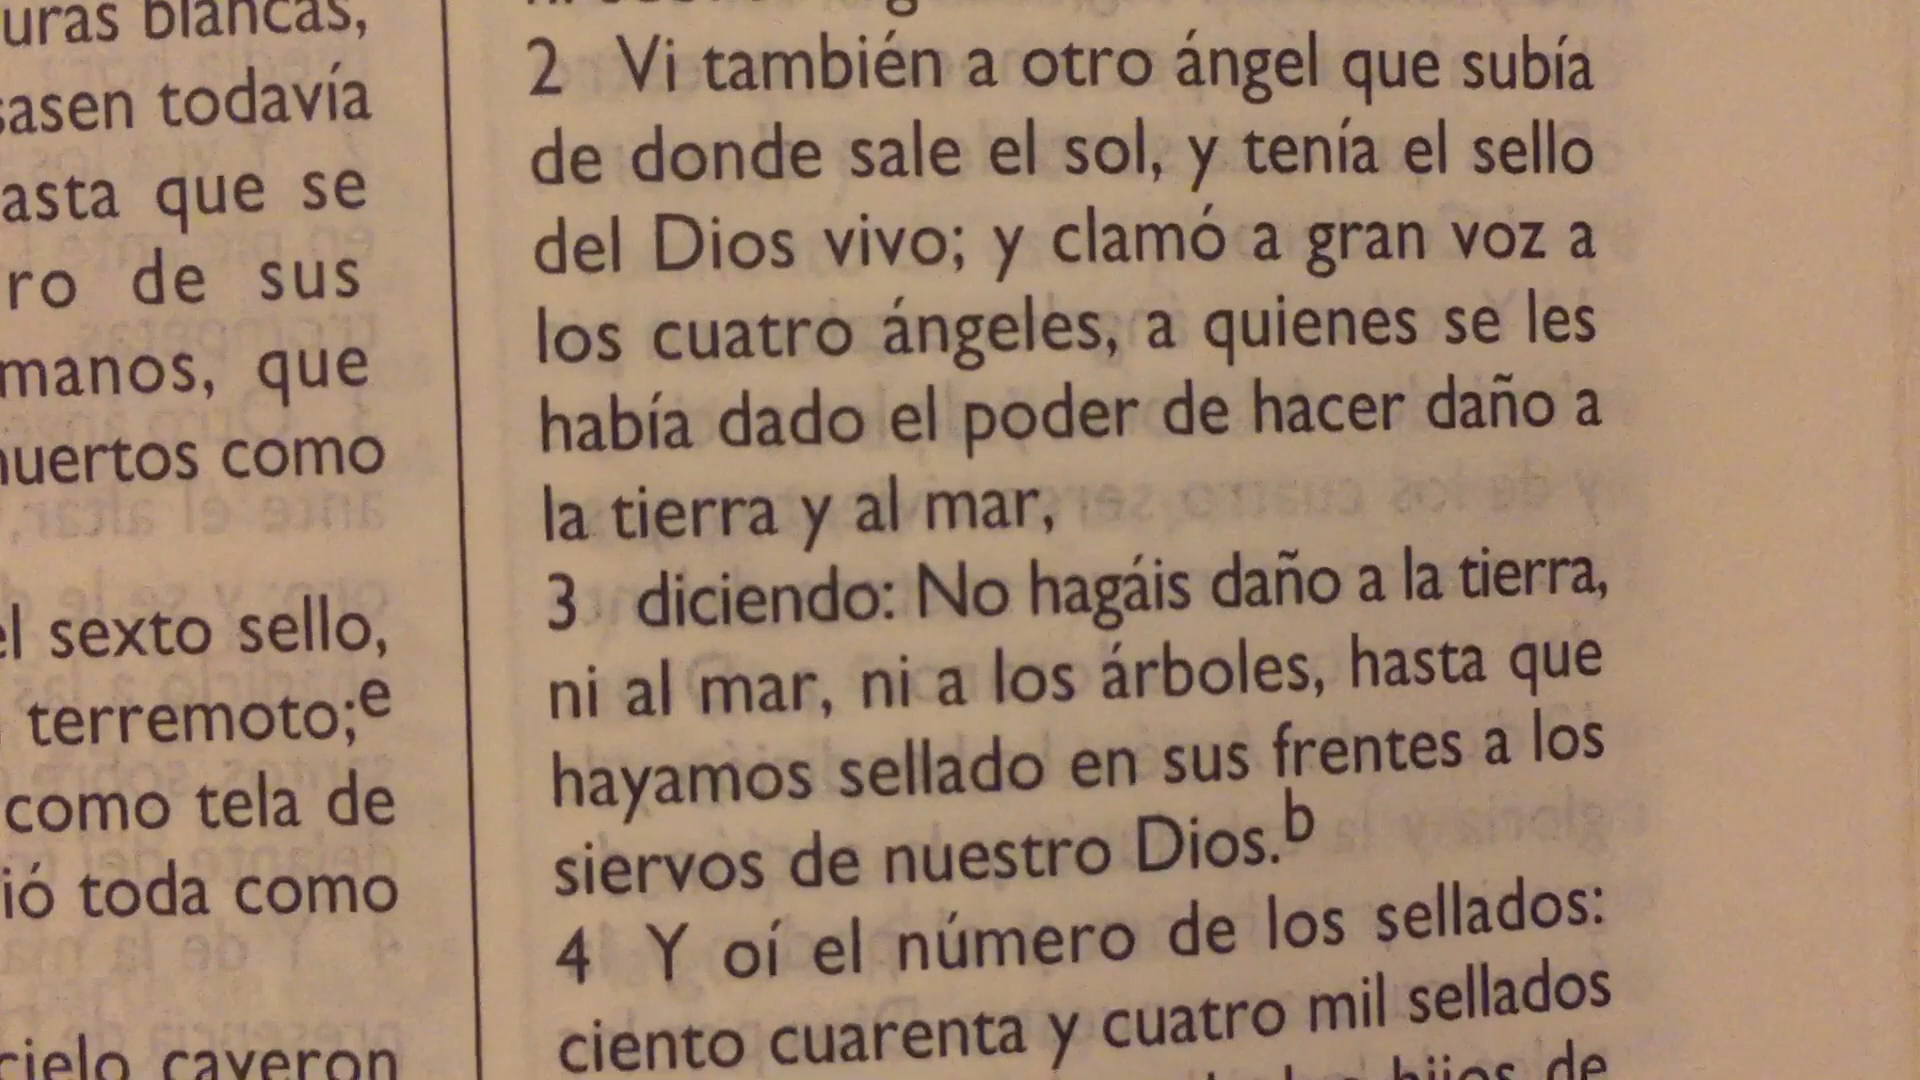 uras blancas,
sasen todavía
asta que se
ro de sus
manos, que
muertos como
el sexto sello,
terremoto;e
como tela de
ió toda como
cielo cayeron
2 Vi también a otro ángel que subía
de donde sale el sol, y tenía el sello
del Dios vivo; y clamó a gran voz a
los cuatro ángeles, a quienes se les
había dado el poder de hacer daño a
la tierra y al mar,
3 diciendo: No hagáis daño a la tierra,
ni al mar, ni a los árboles, hasta que
hayamos sellado en sus frentes a los
siervos de nuestro Dios.b
4 Y oí el número de los sellados:
ciento cuarenta y cuatro mil sellados
hijos de